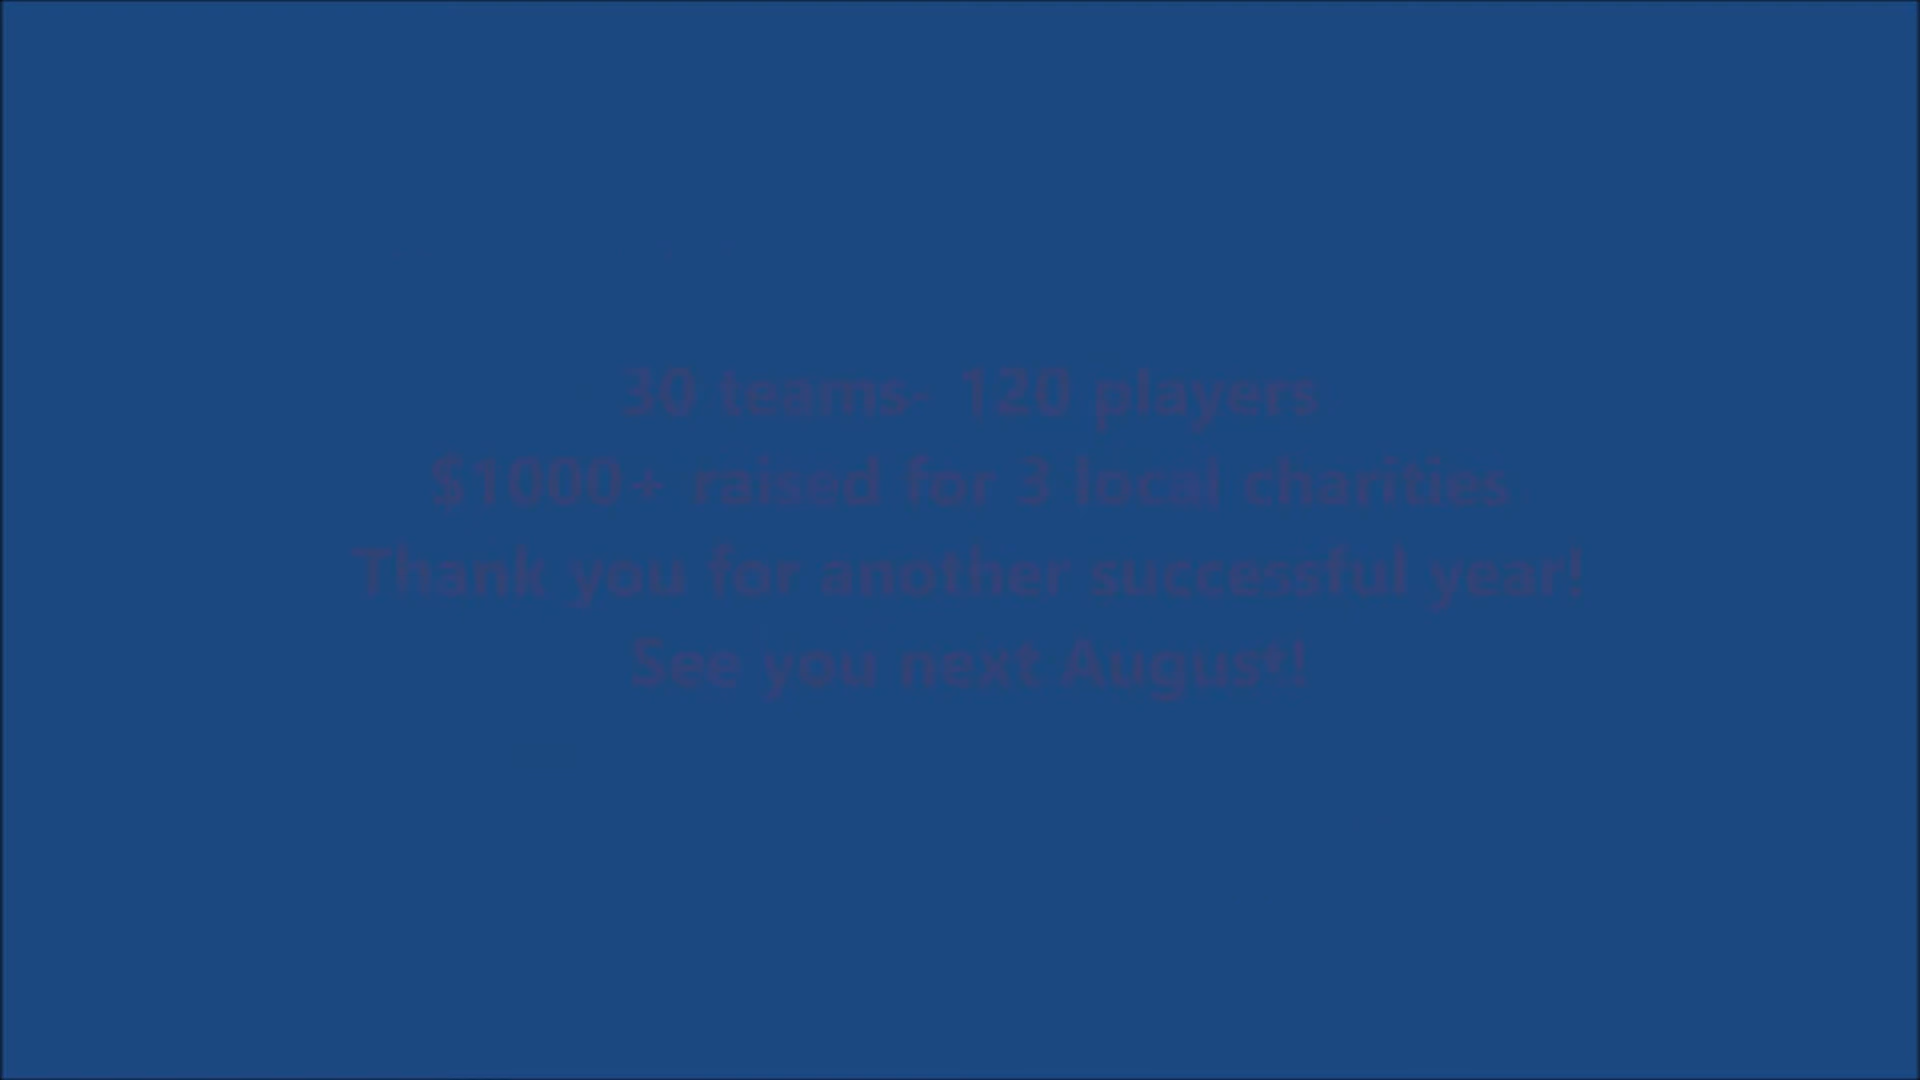 30 teams- 120 players
$1000+ raised for 3 local charities
Thank you for another successful year!
See you next August!